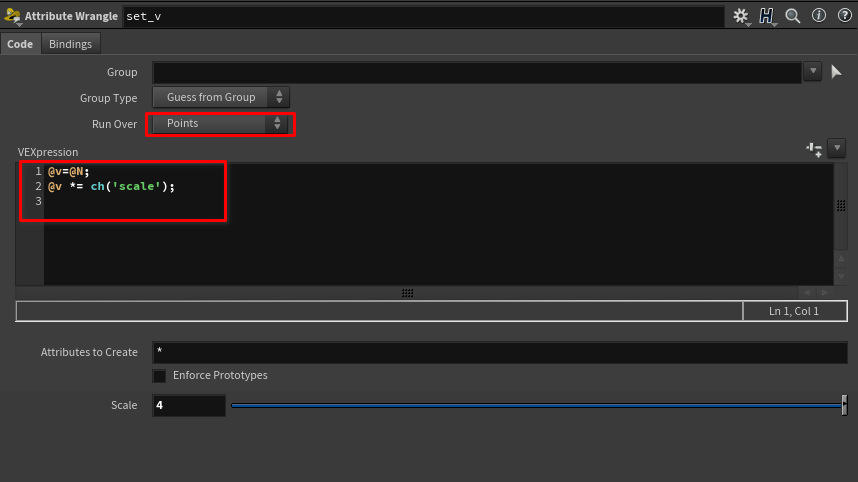 Attribute Wrangle set_v
Code Bindings
Group
Group Type Guess from Group
Run Over Points
VEXpression
1 @v=@N;
2 @v *= ch('scale');
3
Ln 1, Col 1
Attributes to Create *
Enforce Prototypes
Scale 4